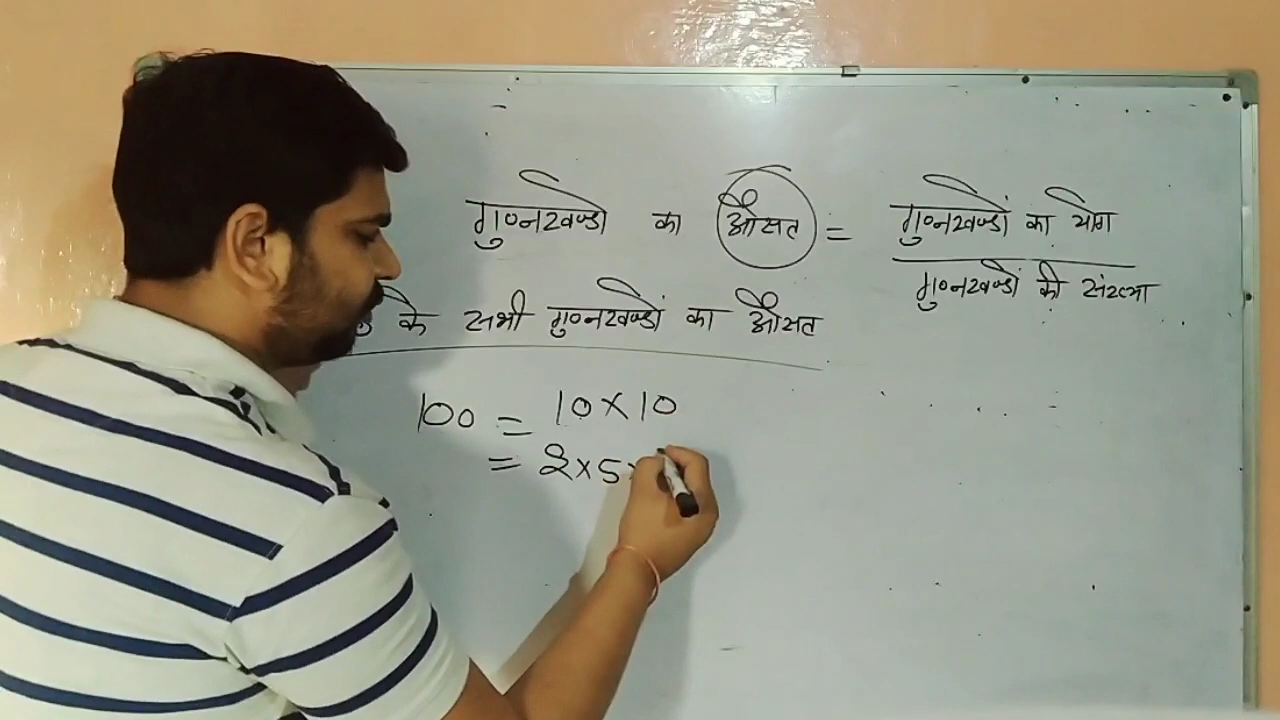 गुणनखण्डो का औसत = गुणनखण्डों का योग
गुणनखण्डों की संख्या
के सभी गुणनखण्डों का औसत
100 = 10 × 10
= 2 × 5 ×